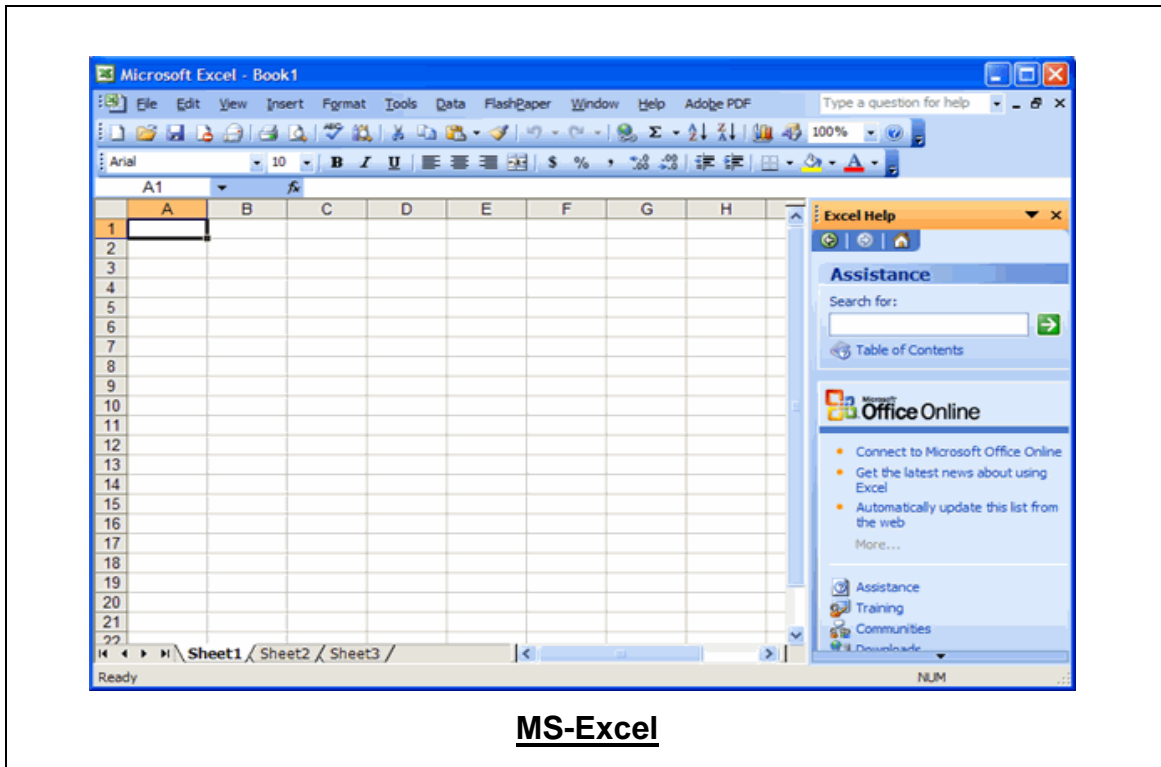 Microsoft Excel - Book1
File Edit View Insert Format Tools Data FlashPaper Window Help Adobe PDF Type a question for help
100%
Arial 10 B I U $ % ,
A1 fx
A B C D E F G H
1
2
3
4
5
6
7
8
9
10
11
12
13
14
15
16
17
18
19
20
21
22
Excel Help
Assistance
Search for:
Table of Contents
Microsoft
Office Online
Connect to Microsoft Office Online
Get the latest news about using
Excel
Automatically update this list from
the web
More...
Assistance
Training
Communities
Downloads
Sheet1 Sheet2 Sheet3
Ready NUM
MS-Excel